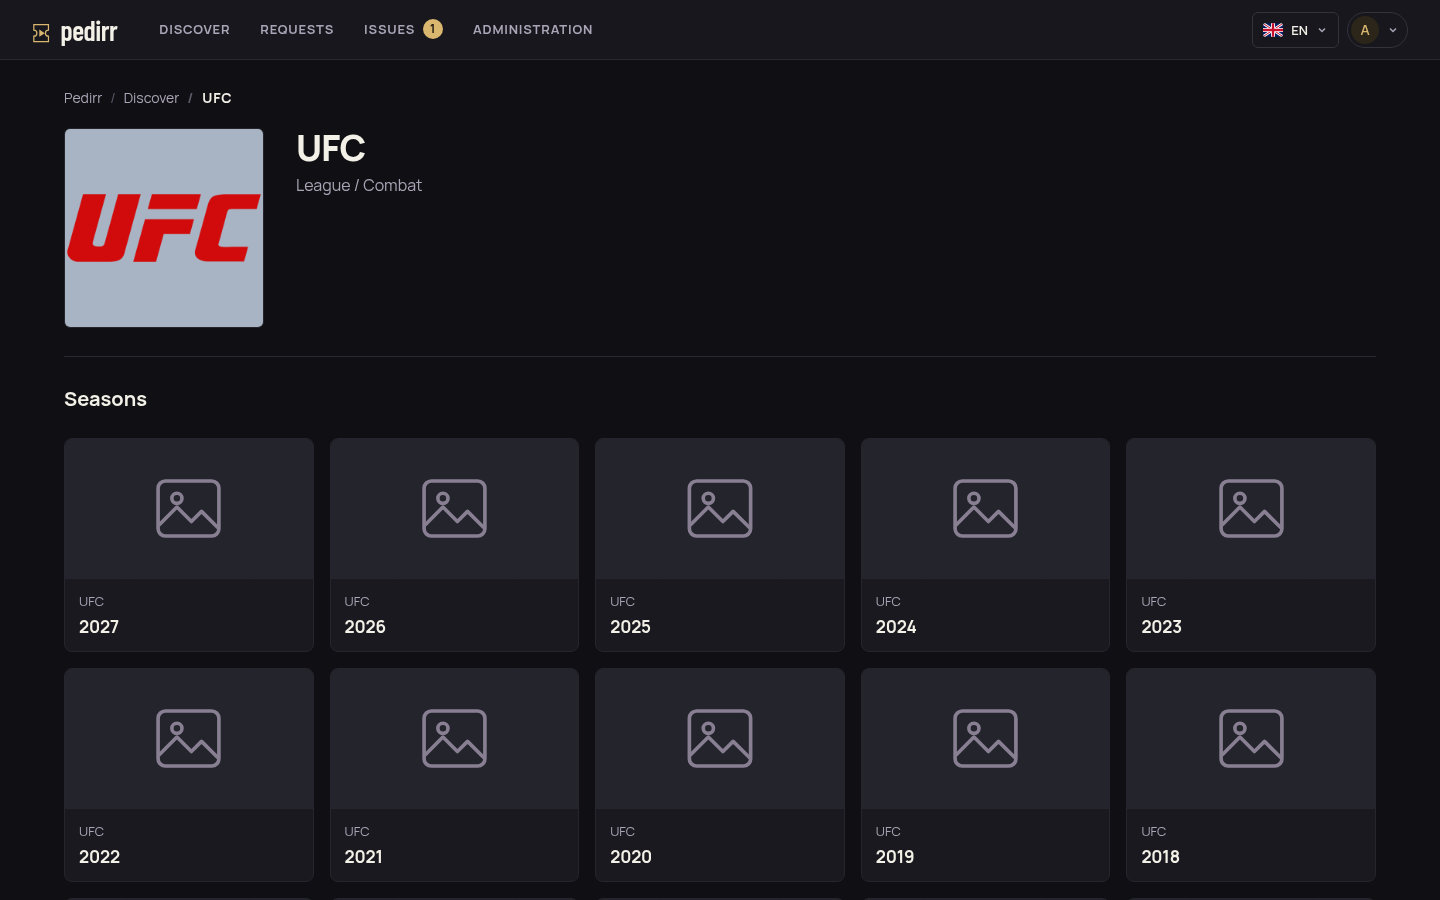 pedirr DISCOVER REQUESTS ISSUES 1 ADMINISTRATION EN A
Pedirr / Discover / UFC
UFC
UFC
League / Combat
Seasons
UFC UFC UFC UFC UFC
2027 2026 2025 2024 2023
UFC UFC UFC UFC UFC
2022 2021 2020 2019 2018